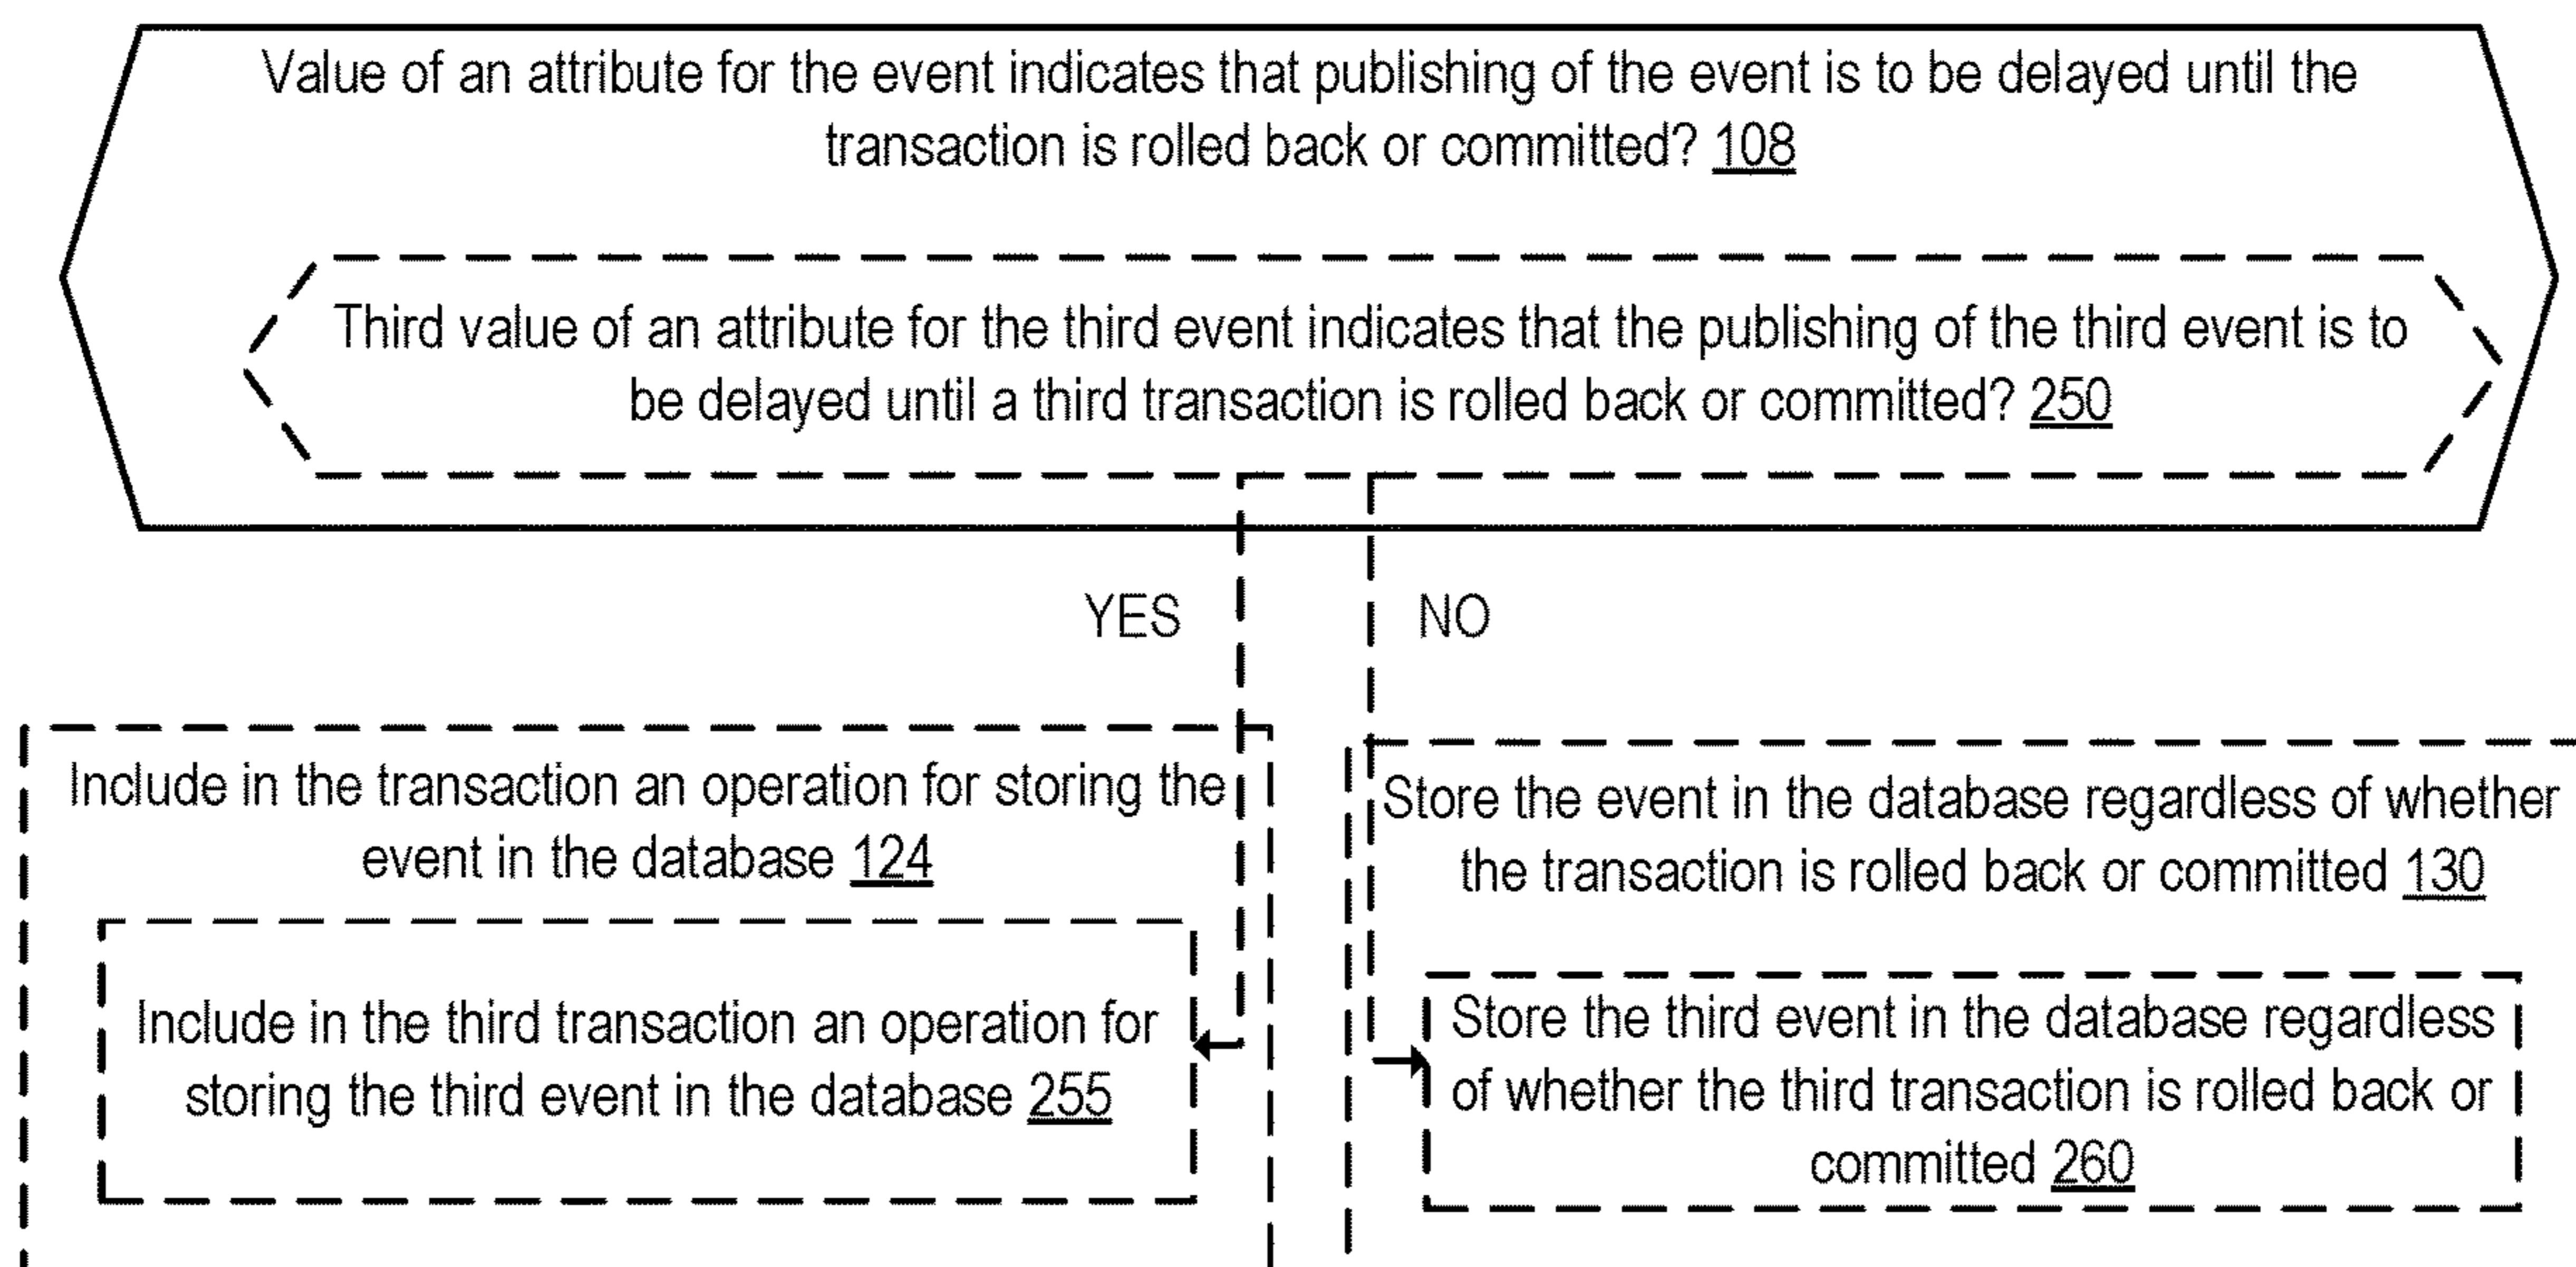 Value of an attribute for the event indicates that publishing of the event is to be delayed until the
transaction is rolled back or committed? 108
Third value of an attribute for the third event indicates that the publishing of the third event is to
be delayed until a third transaction is rolled back or committed? 250
YES
NO
Include in the transaction an operation for storing the
event in the database 124
Include in the third transaction an operation for
storing the third event in the database 255
Store the event in the database regardless of whether
the transaction is rolled back or committed 130
Store the third event in the database regardless
of whether the third transaction is rolled back or
committed 260